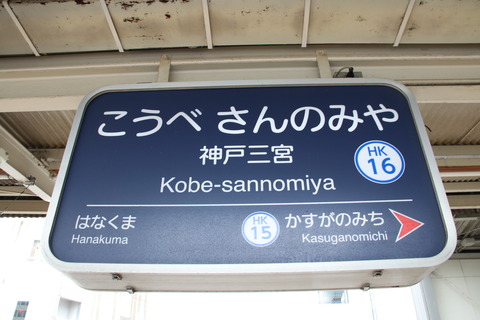 こうべ さんのみや
神戸三宮
HK
16
Kobe-sannomiya
はなくま
Hanakuma
HK
15
かすがのみち
Kasuganomichi